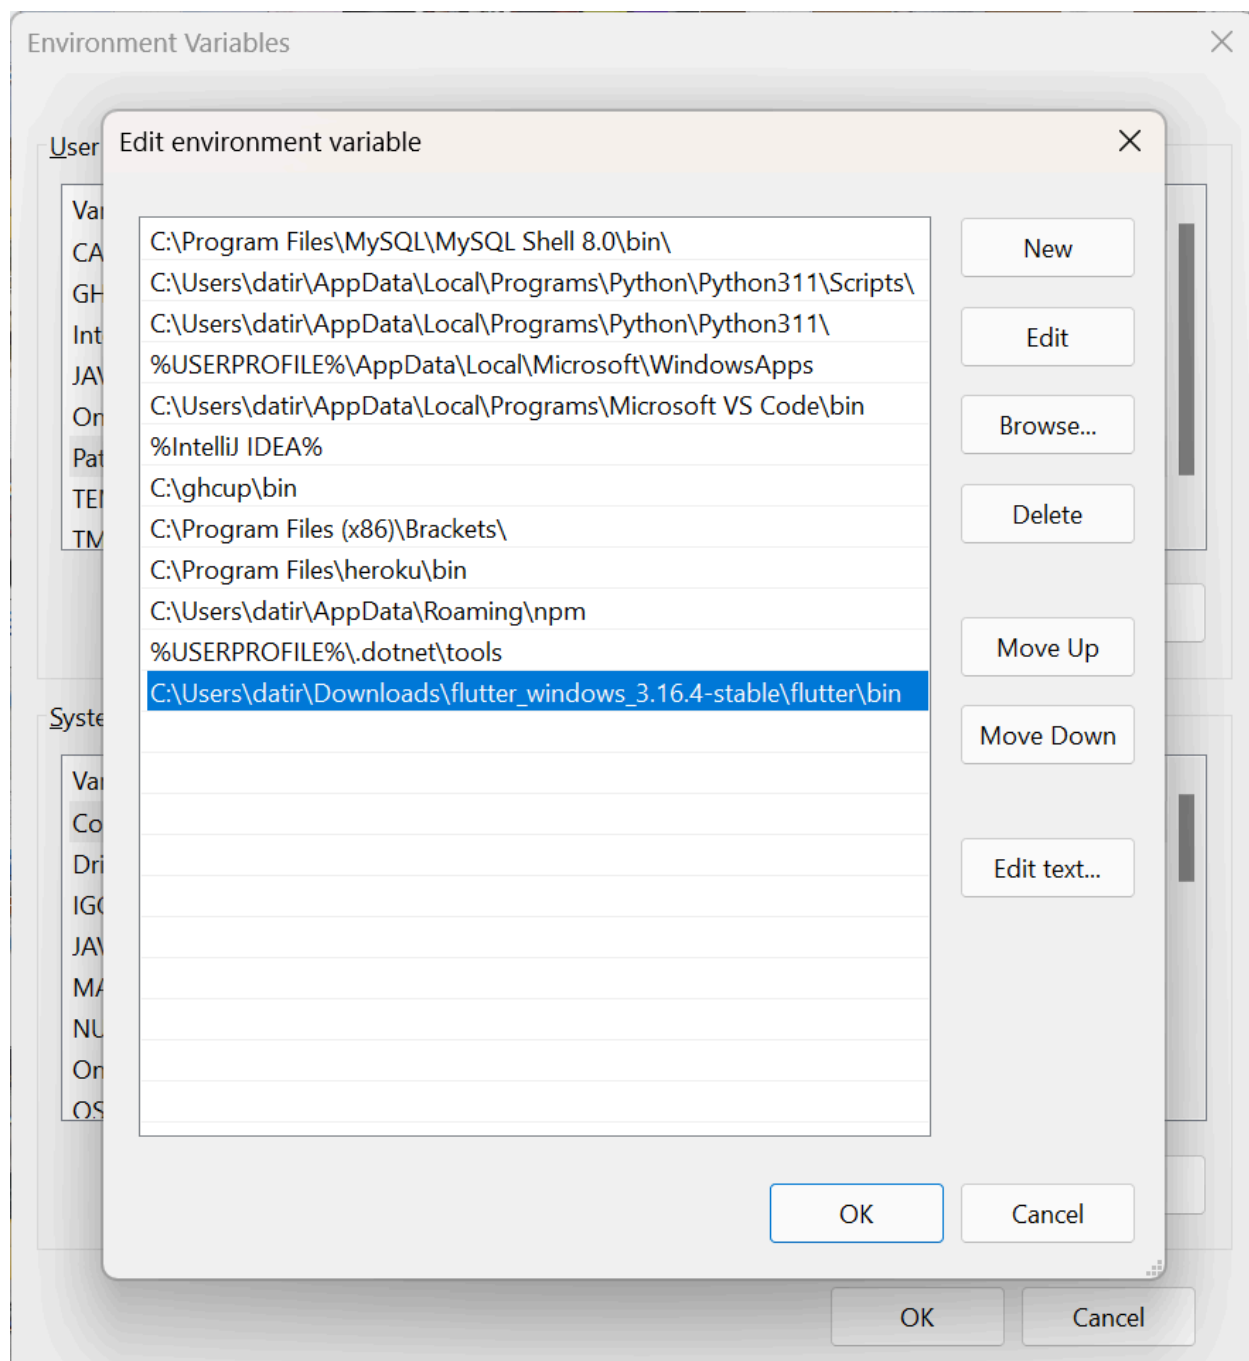 Environment Variables
Edit environment variable
User
C:\Program Files\MySQL\MySQL Shell 8.0\bin\
C:\Users\datir\AppData\Local\Programs\Python\Python311\Scripts\
C:\Users\datir\AppData\Local\Programs\Python\Python311\
%USERPROFILE%\AppData\Local\Microsoft\WindowsApps
C:\Users\datir\AppData\Local\Programs\Microsoft VS Code\bin
%IntelliJ IDEA%
C:\ghcup\bin
C:\Program Files (x86)\Brackets\
C:\Program Files\heroku\bin
C:\Users\datir\AppData\Roaming\npm
%USERPROFILE%\.dotnet\tools
C:\Users\datir\Downloads\flutter_windows_3.16.4-stable\flutter\bin
New
Edit
Browse...
Delete
Move Up
Move Down
Edit text...
OK
Cancel
OK
Cancel